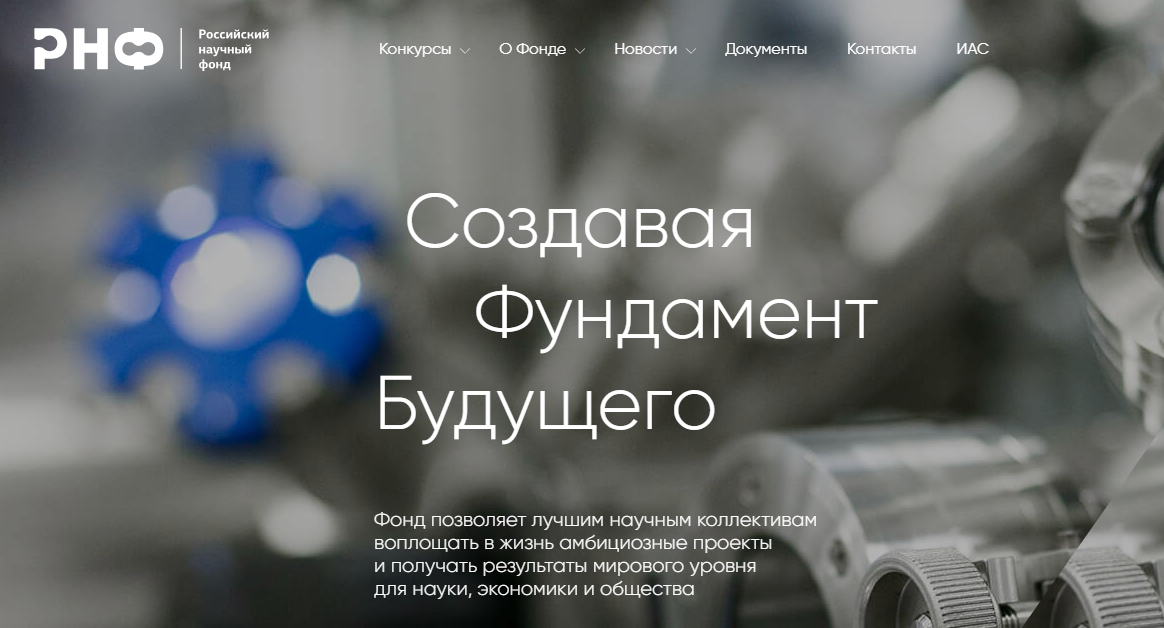 РНФ
Российский
научный
фонд
Конкурсы О Фонде Новости Документы Контакты ИАС
Создавая
Фундамент
Будущего
Фонд позволяет лучшим научным коллективам
воплощать в жизнь амбициозные проекты
и получать результаты мирового уровня
для науки, экономики и общества